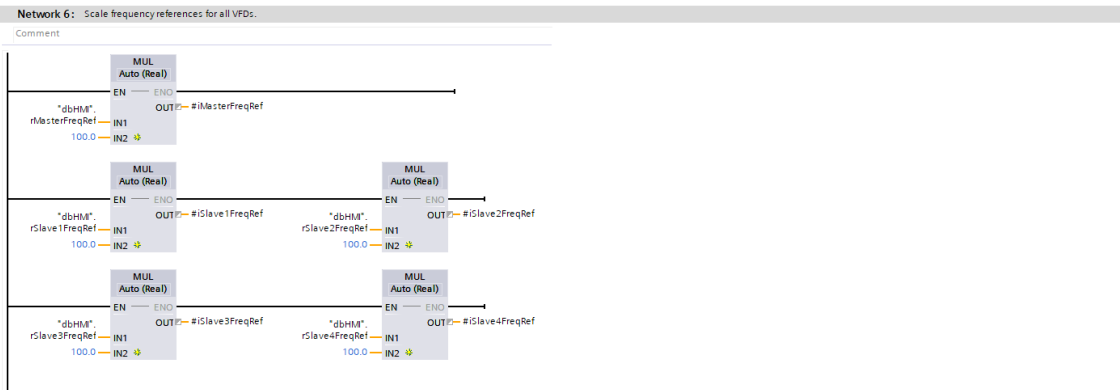 Network 6: Scale frequency references for all VFDs.
Comment
MUL
Auto (Real)
EN ENO
"dbHMI".
OUT #iMasterFreqRef
rMasterFreqRef IN1
100.0 IN2
MUL MUL
Auto (Real) Auto (Real)
EN ENO EN ENO
"dbHMI". OUT #iSlave1FreqRef "dbHMI". OUT #iSlave2FreqRef
rSlave1FreqRef IN1 rSlave2FreqRef IN1
100.0 IN2 100.0 IN2
MUL MUL
Auto (Real) Auto (Real)
EN ENO EN ENO
"dbHMI". OUT #iSlave3FreqRef "dbHMI". OUT #iSlave4FreqRef
rSlave3FreqRef IN1 rSlave4FreqRef IN1
100.0 IN2 100.0 IN2